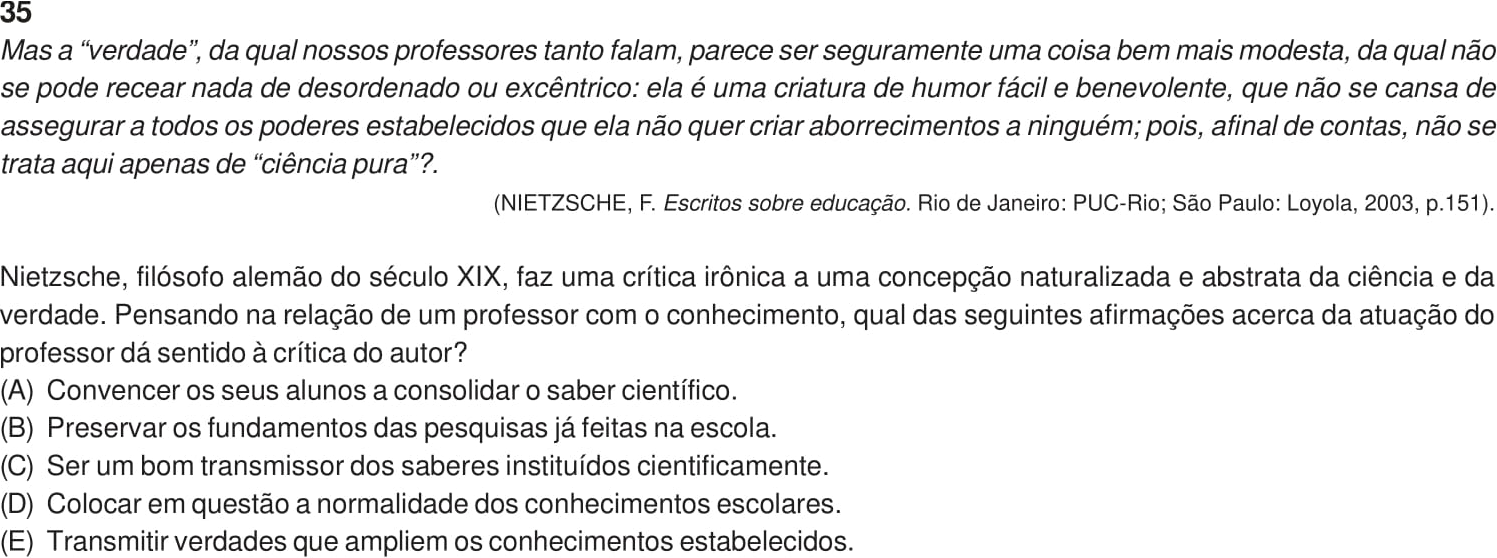 35
Mas a “verdade”, da qual nossos professores tanto falam, parece ser seguramente uma coisa bem mais modesta, da qual não
se pode recear nada de desordenado ou excêntrico: ela é uma criatura de humor fácil e benevolente, que não se cansa de
assegurar a todos os poderes estabelecidos que ela não quer criar aborrecimentos a ninguém; pois, afinal de contas, não se
trata aqui apenas de “ciência pura”?.
(NIETZSCHE, F. Escritos sobre educação. Rio de Janeiro: PUC-Rio; São Paulo: Loyola, 2003, p.151).
Nietzsche, filósofo alemão do século XIX, faz uma crítica irônica a uma concepção naturalizada e abstrata da ciência e da
verdade. Pensando na relação de um professor com o conhecimento, qual das seguintes afirmações acerca da atuação do
professor dá sentido à crítica do autor?
(A) Convencer os seus alunos a consolidar o saber científico.
(B) Preservar os fundamentos das pesquisas já feitas na escola.
(C) Ser um bom transmissor dos saberes instituídos cientificamente.
(D) Colocar em questão a normalidade dos conhecimentos escolares.
(E) Transmitir verdades que ampliem os conhecimentos estabelecidos.